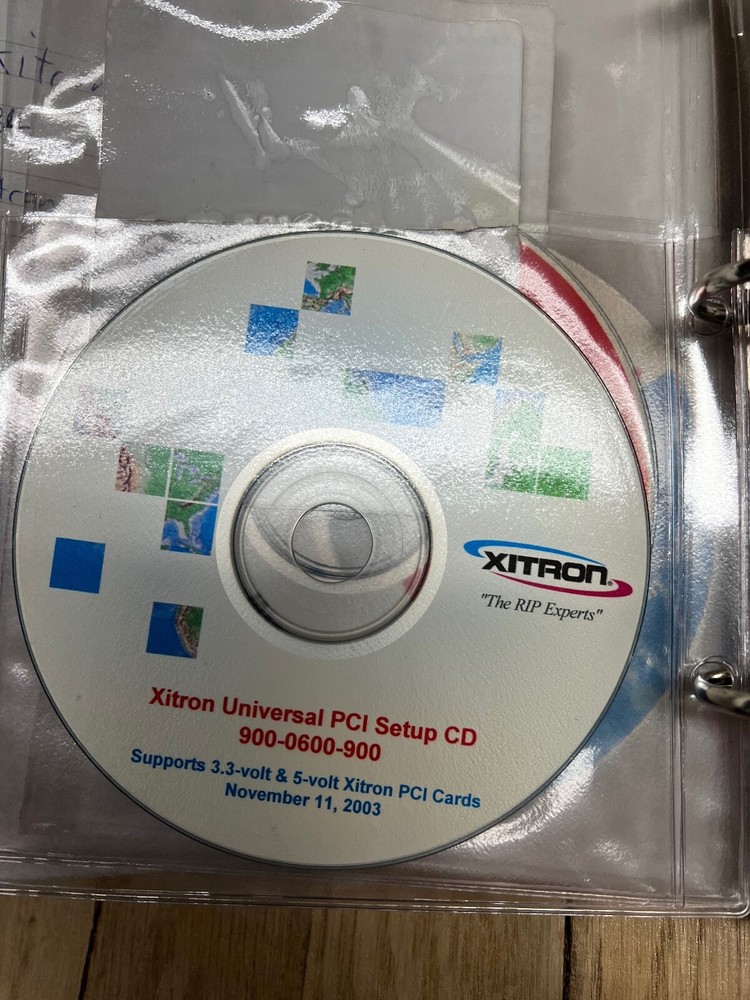 XITRON®
"The RIP Experts"
Xitron Universal PCI Setup CD
900-0600-900
Supports 3.3-volt & 5-volt Xitron PCI Cards
November 11, 2003